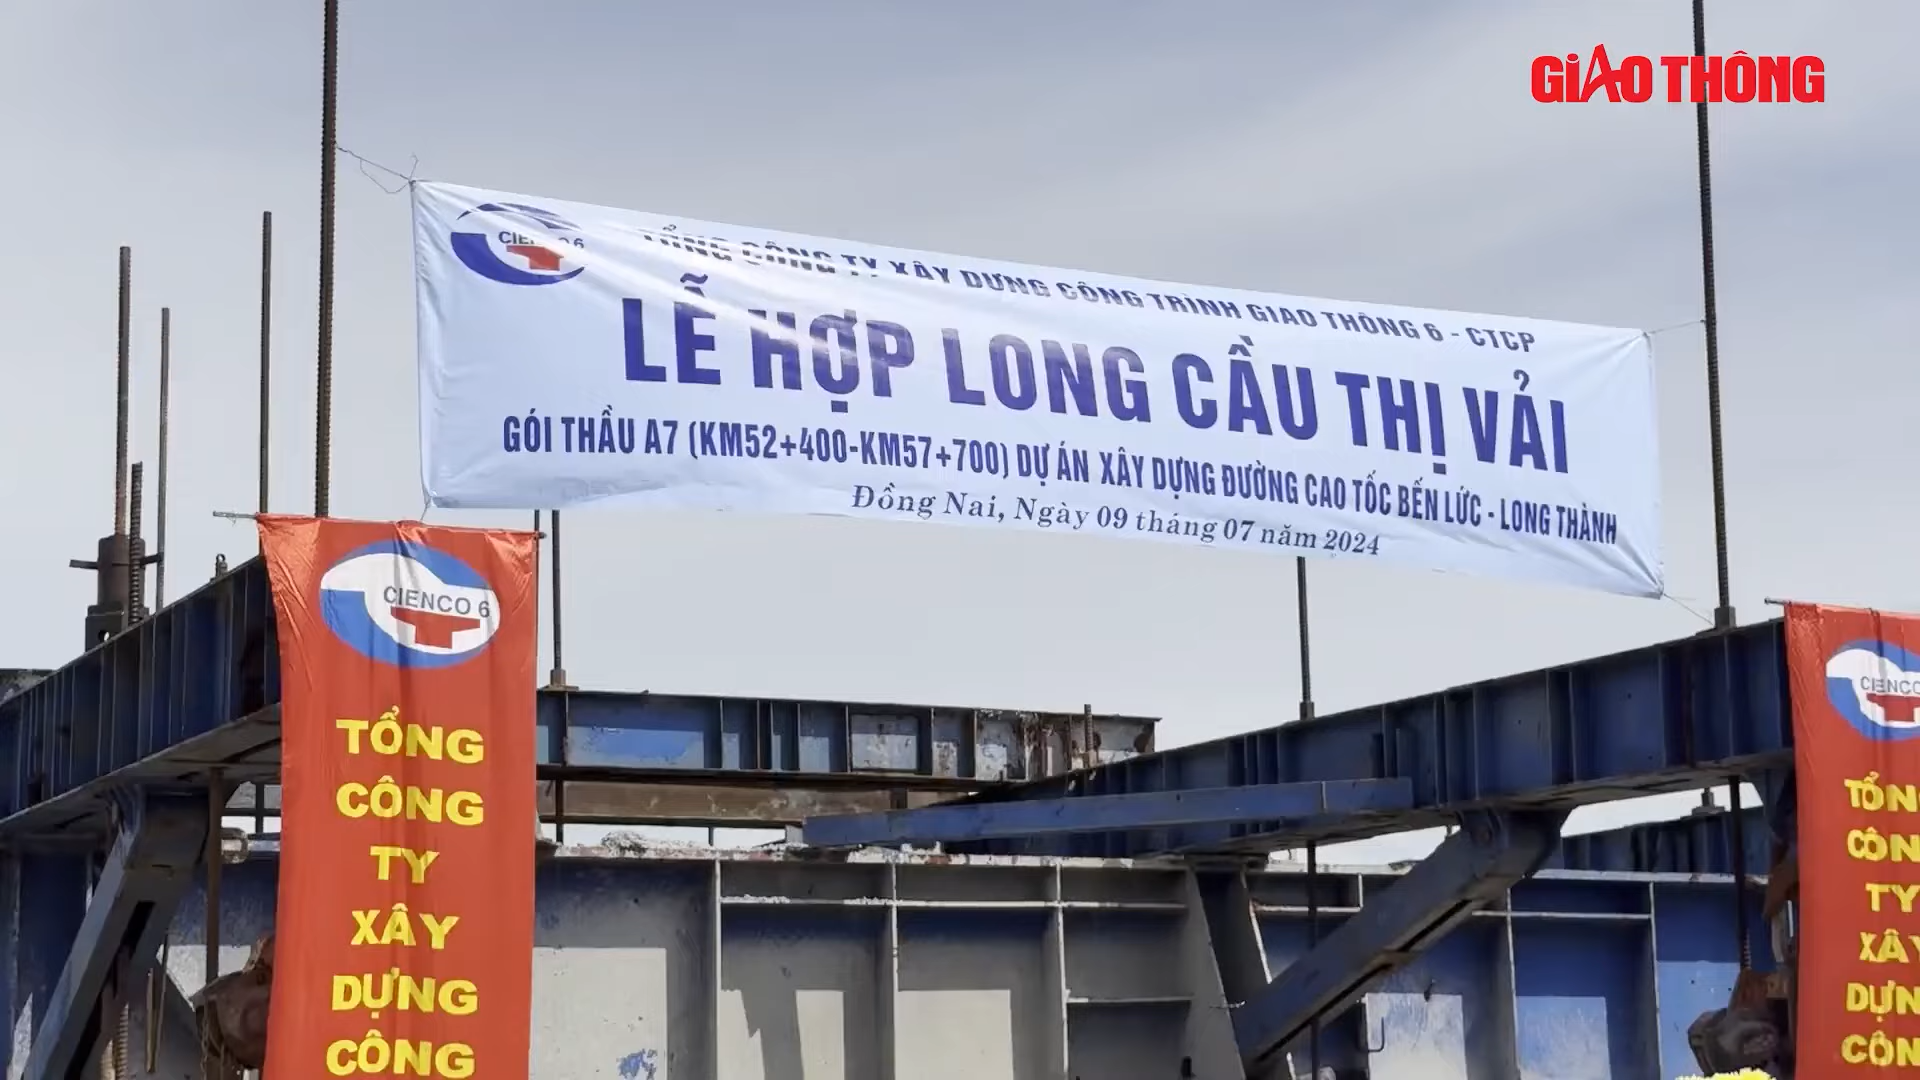 GIAO THÔNG
CIENCO 6
TỔNG CÔNG TY XÂY DỰNG CÔNG TRÌNH GIAO THÔNG 6 - CTCP
LỄ HỢP LONG CẦU THỊ VẢI
GÓI THẦU A7 (KM52+400-KM57+700) DỰ ÁN XÂY DỰNG ĐƯỜNG CAO TỐC BẾN LỨC - LONG THÀNH
Đồng Nai, Ngày 09 tháng 07 năm 2024
CIENCO 6
TỔNG
CÔNG
TY
XÂY
DỰNG
CÔNG
CIENCO
TỔNG
CÔNG
TY
XÂY
DỰNG
CÔNG